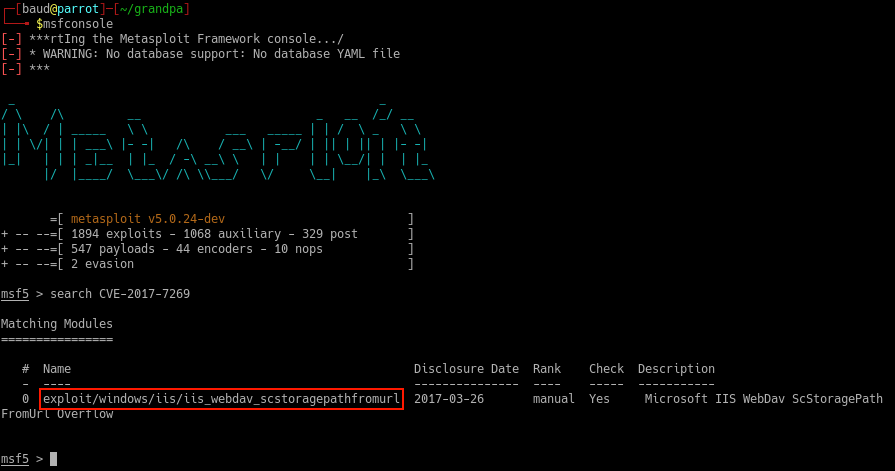 ┌─[baud@parrot]─[~/grandpa]
└──╼ $msfconsole
[-] ***rtIng the Metasploit Framework console.../
[-] * WARNING: No database support: No database YAML file
[-] ***
=[ metasploit v5.0.24-dev ]
+ -- --=[ 1894 exploits - 1068 auxiliary - 329 post ]
+ -- --=[ 547 payloads - 44 encoders - 10 nops ]
+ -- --=[ 2 evasion ]
msf5 > search CVE-2017-7269
Matching Modules
================
# Name Disclosure Date Rank Check Description
- ---- --------------- ---- ----- -----------
0 exploit/windows/iis/iis_webdav_scstoragepathfromurl 2017-03-26 manual Yes Microsoft IIS WebDav ScStoragePath
FromUrl Overflow
msf5 >